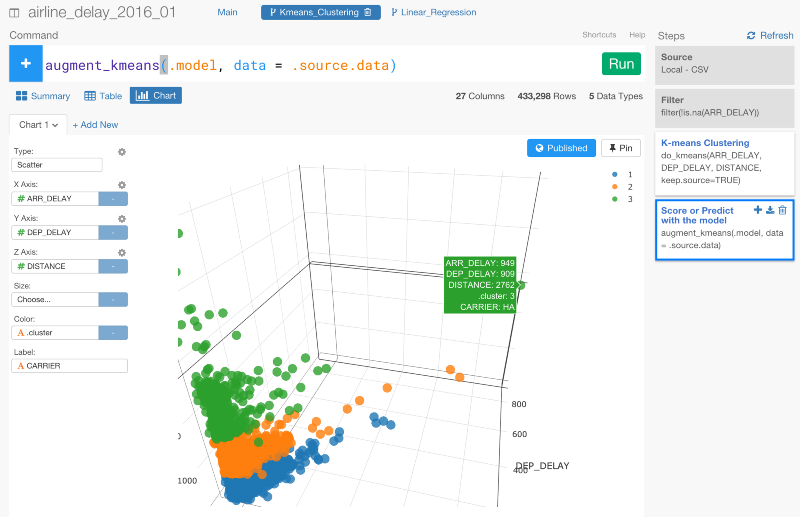 airline_delay_2016_01
Main
Kmeans_Clustering
Linear_Regression
Command
Shortcuts
Help
+
augment_kmeans(.model, data = .source.data)
Run
Summary
Table
Chart
27 Columns
433,298 Rows
5 Data Types
Chart 1
+ Add New
Published
Pin
Type:
Scatter
X Axis:
# ARR_DELAY
-
Y Axis:
# DEP_DELAY
-
Z Axis:
# DISTANCE
-
Size:
Choose...
-
Color:
A .cluster
-
Label:
A CARRIER
1
2
3
ARR_DELAY: 949
DEP_DELAY: 909
DISTANCE: 2762
.cluster: 3
CARRIER: HA
800
600
400
DEP_DELAY
1000
Steps
Refresh
Source
Local - CSV
Filter
filter(!is.na(ARR_DELAY))
K-means Clustering
do_kmeans(ARR_DELAY,
DEP_DELAY, DISTANCE,
keep.source=TRUE)
Score or Predict
with the model
augment_kmeans(.model, data
= .source.data)